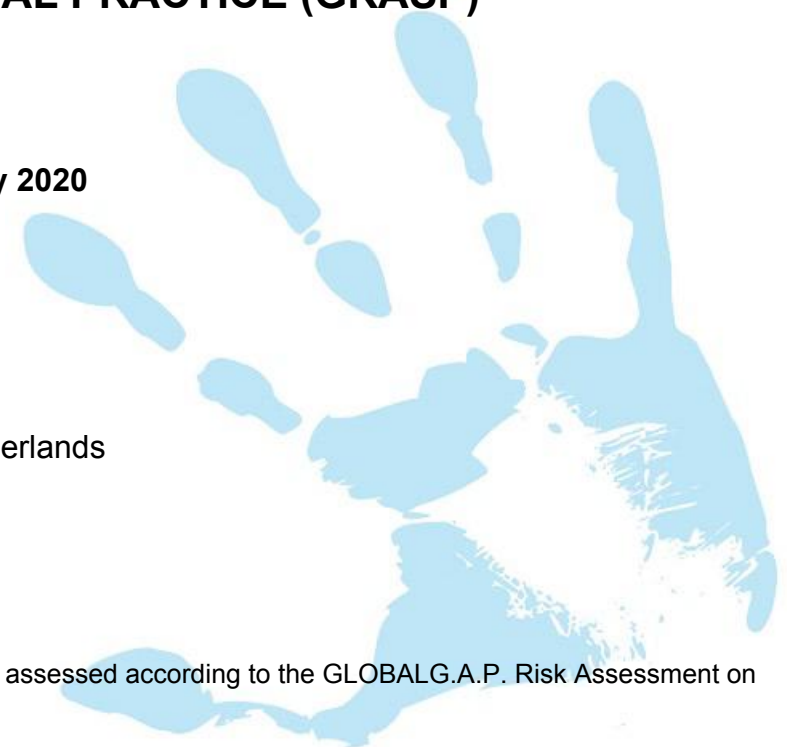 AL PRACTICE (GRASP)
y 2020
erlands
assessed according to the GLOBALG.A.P. Risk Assessment on